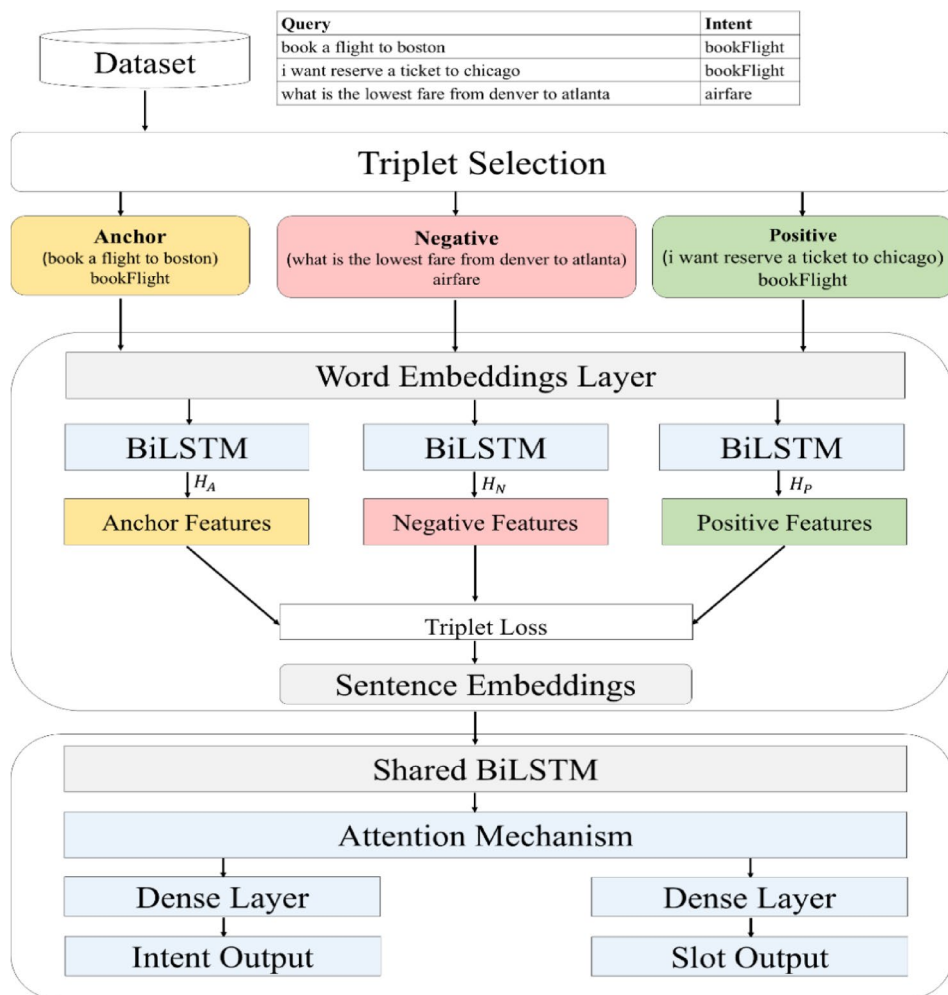 Dataset
Query Intent
book a flight to boston bookFlight
i want reserve a ticket to chicago bookFlight
what is the lowest fare from denver to atlanta airfare
Triplet Selection
Anchor
(book a flight to boston)
bookFlight
Negative
(what is the lowest fare from denver to atlanta)
airfare
Positive
(i want reserve a ticket to chicago)
bookFlight
Word Embeddings Layer
BiLSTM BiLSTM BiLSTM
H_A H_N H_P
Anchor Features Negative Features Positive Features
Triplet Loss
Sentence Embeddings
Shared BiLSTM
Attention Mechanism
Dense Layer Dense Layer
Intent Output Slot Output